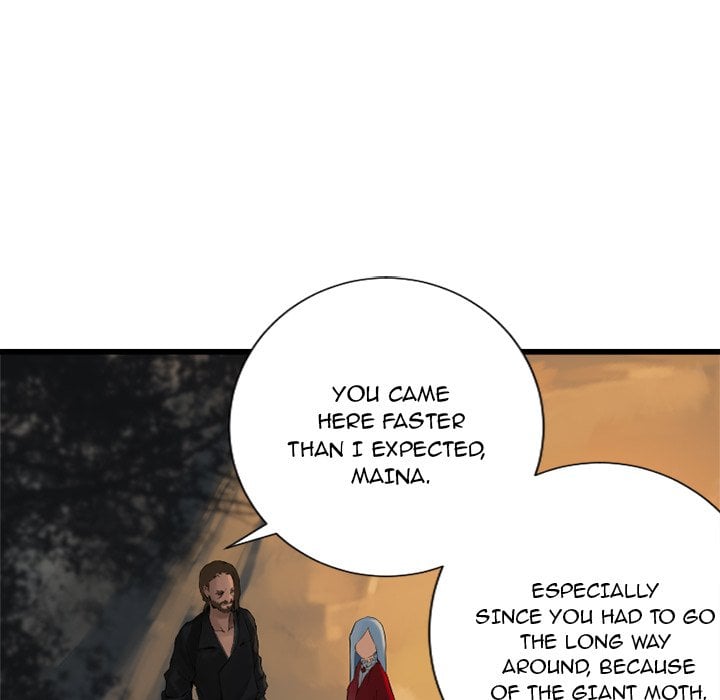 YOU CAME
HERE FASTER
THAN I EXPECTED,
MAINA.
ESPECIALLY
SINCE YOU HAD TO GO
THE LONG WAY
AROUND, BECAUSE
OF THE GIANT MOTH.